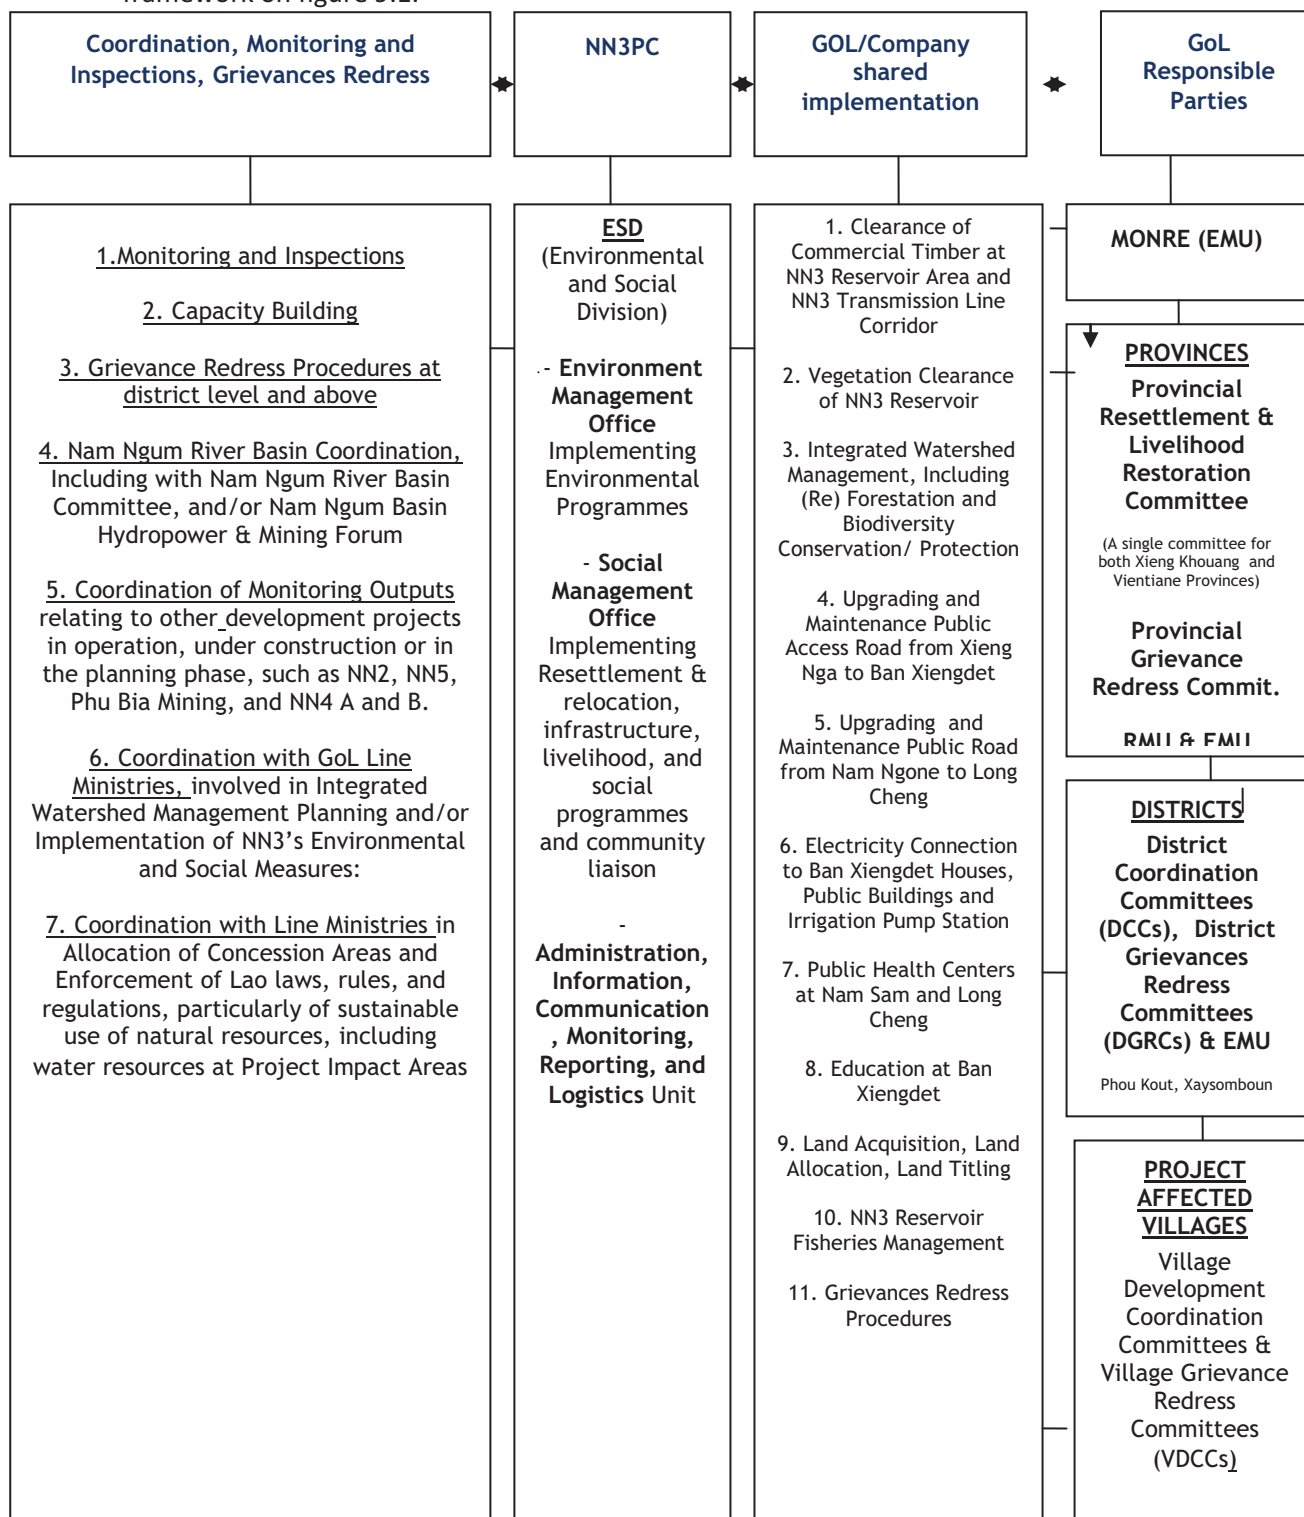 framework on figure 3.2.
Coordination, Monitoring and
Inspections, Grievances Redress
NN3PC
GOL/Company
shared
implementation
GoL
Responsible
Parties
1.Monitoring and Inspections
2. Capacity Building
3. Grievance Redress Procedures at
district level and above
4. Nam Ngum River Basin Coordination,
Including with Nam Ngum River Basin
Committee, and/or Nam Ngum Basin
Hydropower & Mining Forum
5. Coordination of Monitoring Outputs
relating to other development projects
in operation, under construction or in
the planning phase, such as NN2, NN5,
Phu Bia Mining, and NN4 A and B.
6. Coordination with GoL Line
Ministries, involved in Integrated
Watershed Management Planning and/or
Implementation of NN3’s Environmental
and Social Measures:
7. Coordination with Line Ministries in
Allocation of Concession Areas and
Enforcement of Lao laws, rules, and
regulations, particularly of sustainable
use of natural resources, including
water resources at Project Impact Areas
ESD
(Environmental
and Social
Division)
- Environment
Management
Office
Implementing
Environmental
Programmes
- Social
Management
Office
Implementing
Resettlement &
relocation,
infrastructure,
livelihood, and
social
programmes
and community
liaison
-
Administration,
Information,
Communication
, Monitoring,
Reporting, and
Logistics Unit
1. Clearance of
Commercial Timber at
NN3 Reservoir Area and
NN3 Transmission Line
Corridor
2. Vegetation Clearance
of NN3 Reservoir
3. Integrated Watershed
Management, Including
(Re) Forestation and
Biodiversity
Conservation/ Protection
4. Upgrading and
Maintenance Public
Access Road from Xieng
Nga to Ban Xiengdet
5. Upgrading and
Maintenance Public Road
from Nam Ngone to Long
Cheng
6. Electricity Connection
to Ban Xiengdet Houses,
Public Buildings and
Irrigation Pump Station
7. Public Health Centers
at Nam Sam and Long
Cheng
8. Education at Ban
Xiengdet
9. Land Acquisition, Land
Allocation, Land Titling
10. NN3 Reservoir
Fisheries Management
11. Grievances Redress
Procedures
MONRE (EMU)
PROVINCES
Provincial
Resettlement &
Livelihood
Restoration
Committee
(A single committee for
both Xieng Khouang and
Vientiane Provinces)
Provincial
Grievance
Redress Commit.
RMU & EMU
DISTRICTS
District
Coordination
Committees
(DCCs), District
Grievances
Redress
Committees
(DGRCs) & EMU
Phou Kout, Xaysomboun
PROJECT
AFFECTED
VILLAGES
Village
Development
Coordination
Committees &
Village Grievance
Redress
Committees
(VDCCs)